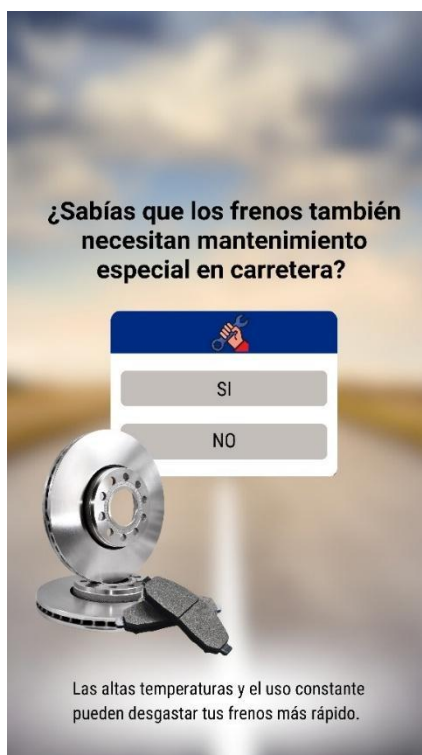 ¿Sabías que los frenos también
necesitan mantenimiento
especial en carretera?
SI
NO
Las altas temperaturas y el uso constante
pueden desgastar tus frenos más rápido.